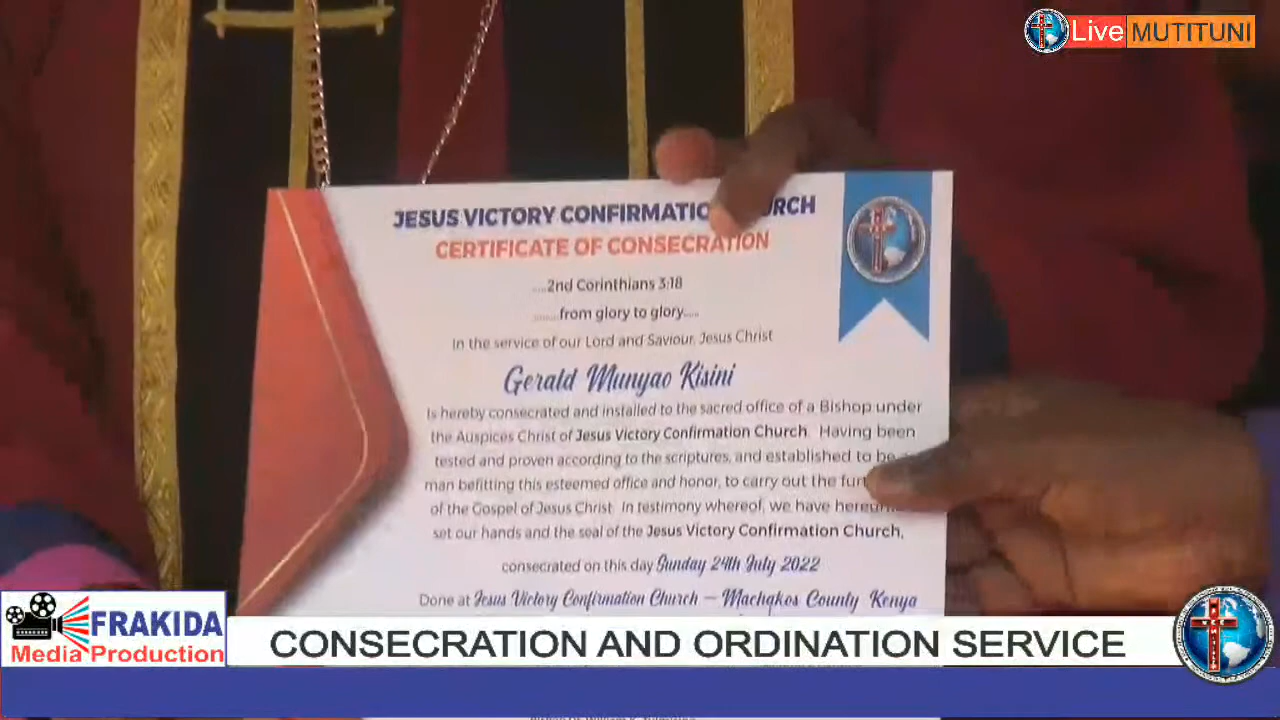 Live MUTITUNI
JESUS VICTORY CONFIRMATIO RCH
CERTIFICATE OF CONSECRATION
.....2nd Corinthians 3:18
........from glory to glory.....
In the service of our Lord and Saviour, Jesus Christ
Gerald Munyao Kisini
Is hereby consecrated and installed to the sacred office of a Bishop under
the Auspices Christ of Jesus Victory Confirmation Church. Having been
tested and proven according to the scriptures, and established to be
man befitting this esteemed office and honor, to carry out the fur
of the Gospel of Jesus Christ. In testimony whereof, we have hereun
set our hands and the seal of the Jesus Victory Confirmation Church,
consecrated on this day Sunday 24th July 2022
Done at Jesus Victory Confirmation Church – Machakos County Kenya
FRAKIDA
Media Production
CONSECRATION AND ORDINATION SERVICE